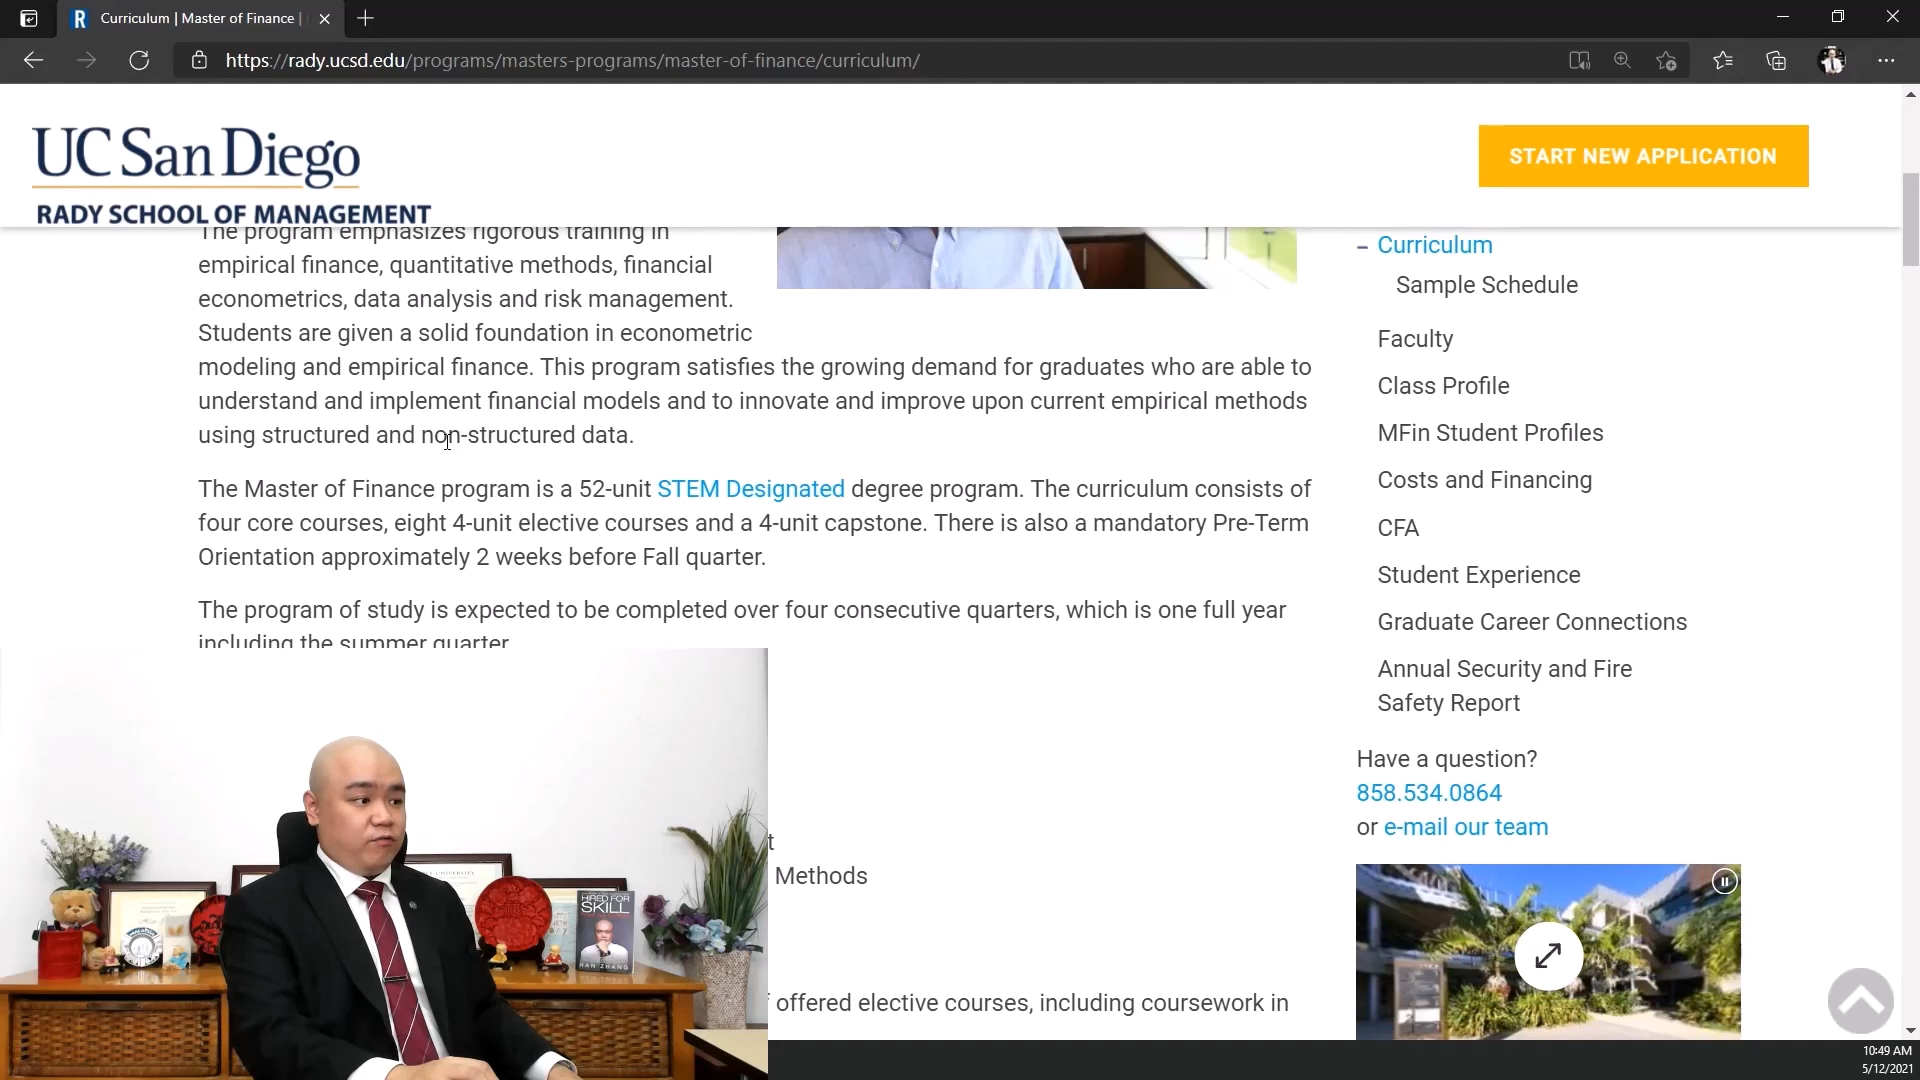 Curriculum | Master of Finance |
https://rady.ucsd.edu/programs/masters-programs/master-of-finance/curriculum/
UC San Diego
RADY SCHOOL OF MANAGEMENT
START NEW APPLICATION
The program emphasizes rigorous training in
empirical finance, quantitative methods, financial
econometrics, data analysis and risk management.
Students are given a solid foundation in econometric
modeling and empirical finance. This program satisfies the growing demand for graduates who are able to
understand and implement financial models and to innovate and improve upon current empirical methods
using structured and non-structured data.
The Master of Finance program is a 52-unit STEM Designated degree program. The curriculum consists of
four core courses, eight 4-unit elective courses and a 4-unit capstone. There is also a mandatory Pre-Term
Orientation approximately 2 weeks before Fall quarter.
The program of study is expected to be completed over four consecutive quarters, which is one full year
including the summer quarter
t
Methods
offered elective courses, including coursework in
– Curriculum
Sample Schedule
Faculty
Class Profile
MFin Student Profiles
Costs and Financing
CFA
Student Experience
Graduate Career Connections
Annual Security and Fire
Safety Report
Have a question?
858.534.0864
or e-mail our team
HIRED FOR
SKILL
HAN ZHANG
10:49 AM
5/12/2021